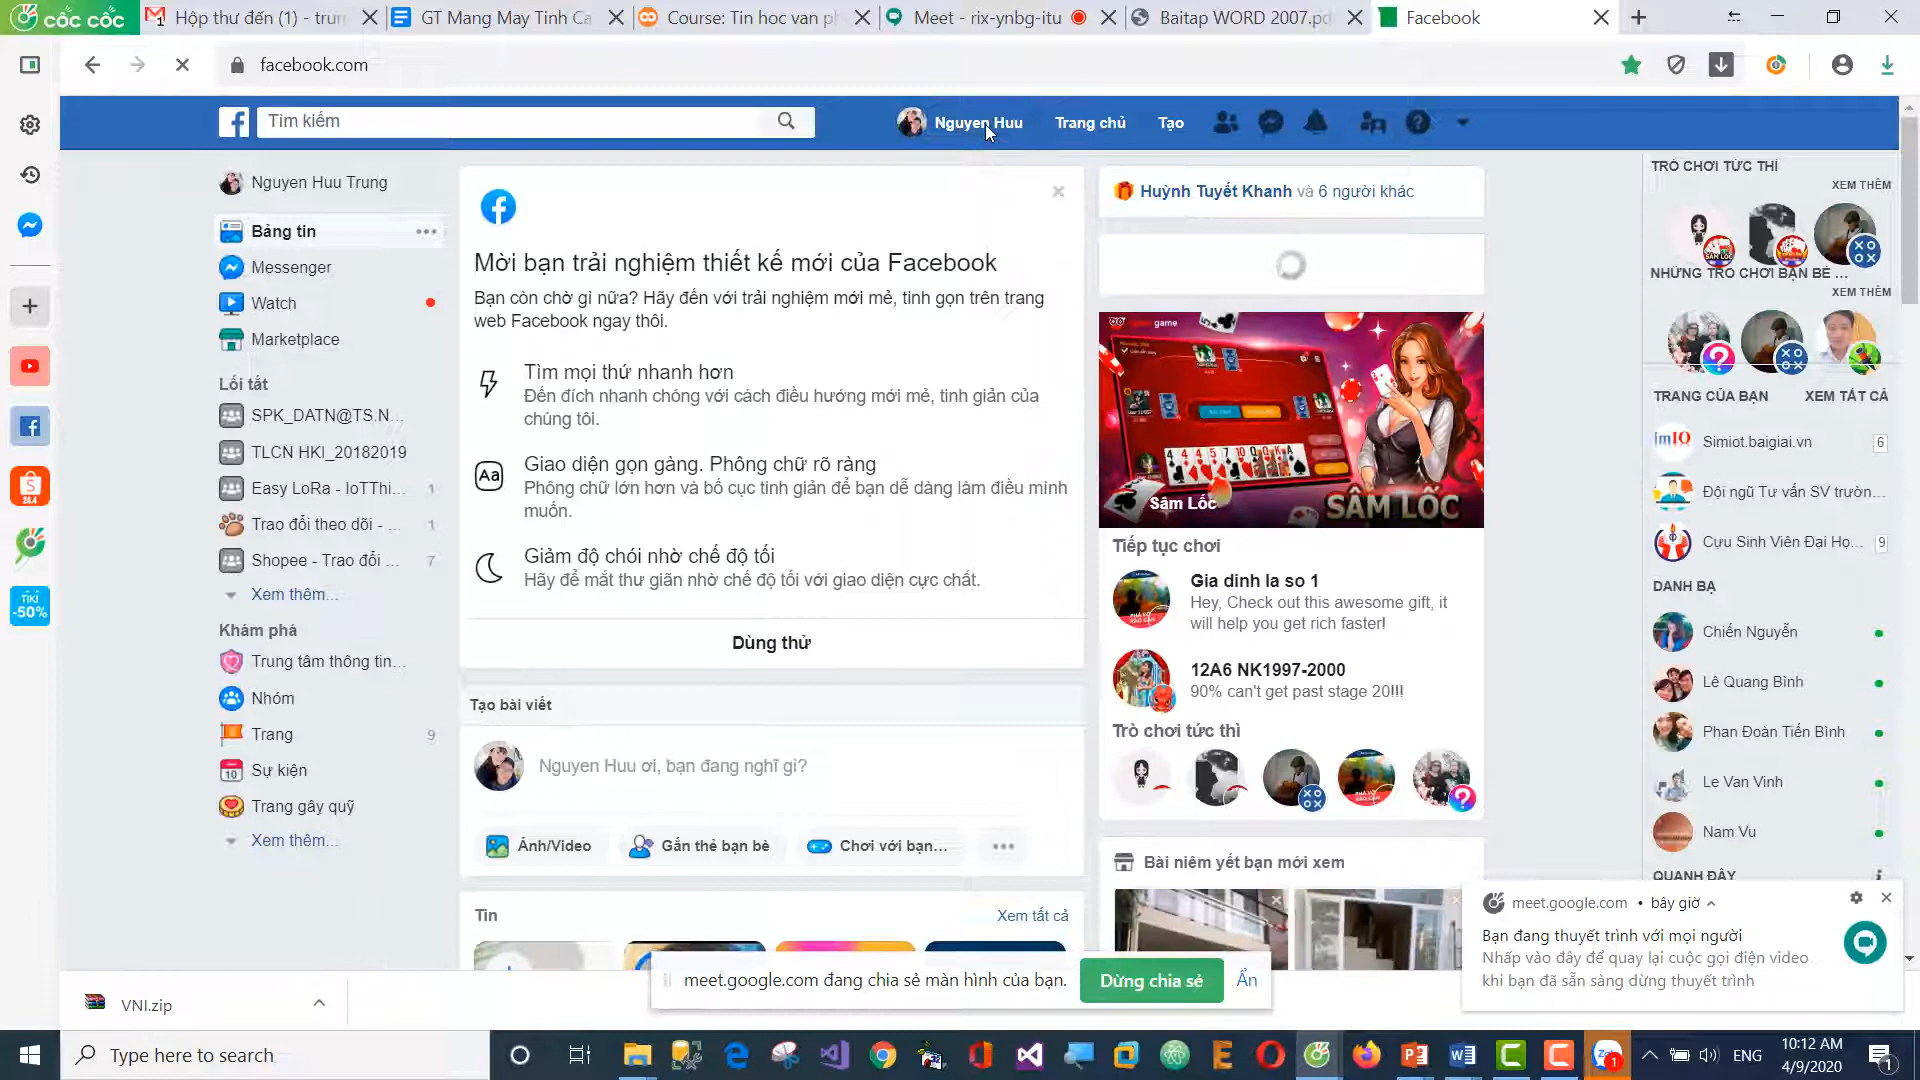 cốc cốc
Hộp thư đến (1) - trun
GT Mang May Tinh Ca
Course: Tin hoc van ph
Meet - rix-ynbg-itu
Baitap WORD 2007.pd
Facebook
facebook.com
Tìm kiếm
Nguyen Huu
Trang chủ
Tạo
Nguyen Huu Trung
Bảng tin
Messenger
Watch
Marketplace
Lối tắt
SPK_DATN@TS.N...
TLCN HKI_20182019
Easy LoRa - IoTThi... 1
Trao đổi theo dõi - ... 1
Shopee - Trao đổi ... 7
Xem thêm...
Khám phá
Trung tâm thông tin...
Nhóm
Trang 9
Sự kiện
Trang gây quỹ
Xem thêm...
24.4
TIKI
-50%
Mời bạn trải nghiệm thiết kế mới của Facebook
Bạn còn chờ gì nữa? Hãy đến với trải nghiệm mới mẻ, tinh gọn trên trang
web Facebook ngay thôi.
Tìm mọi thứ nhanh hơn
Đến đích nhanh chóng với cách điều hướng mới mẻ, tinh giản của
chúng tôi.
Aa
Giao diện gọn gàng. Phông chữ rõ ràng
Phông chữ lớn hơn và bố cục tinh giản để bạn dễ dàng làm điều mình
muốn.
Giảm độ chói nhờ chế độ tối
Hãy để mắt thư giãn nhờ chế độ tối với giao diện cực chất.
Dùng thử
Tạo bài viết
Nguyen Huu ơi, bạn đang nghĩ gì?
Ảnh/Video
Gắn thẻ bạn bè
Chơi với bạn...
Tin
Xem tất cả
Huỳnh Tuyết Khanh và 6 người khác
game
Sâm Lốc
SÂM LỐC
Tiếp tục chơi
Gia dinh la so 1
Hey, Check out this awesome gift, it
will help you get rich faster!
12A6 NK1997-2000
90% can't get past stage 20!!!
Trò chơi tức thì
Bài niêm yết bạn mới xem
TRÒ CHƠI TỨC THÌ
XEM THÊM
NHỮNG TRÒ CHƠI BẠN BÈ ...
XEM THÊM
TRANG CỦA BẠN
XEM TẤT CẢ
Simiot.baigiai.vn 6
Đội ngũ Tư vấn SV trườn...
Cựu Sinh Viên Đại Họ... 9
DANH BẠ
Chiến Nguyễn
Lê Quang Bình
Phan Đoàn Tiến Bình
Le Van Vinh
Nam Vu
QUANH ĐÂY
meet.google.com • bây giờ
Bạn đang thuyết trình với mọi người
Nhấp vào đây để quay lại cuộc gọi điện video
khi bạn đã sẵn sàng dừng thuyết trình
meet.google.com đang chia sẻ màn hình của bạn.
Dừng chia sẻ
Ẩn
VNI.zip
Type here to search
ENG
10:12 AM
4/9/2020